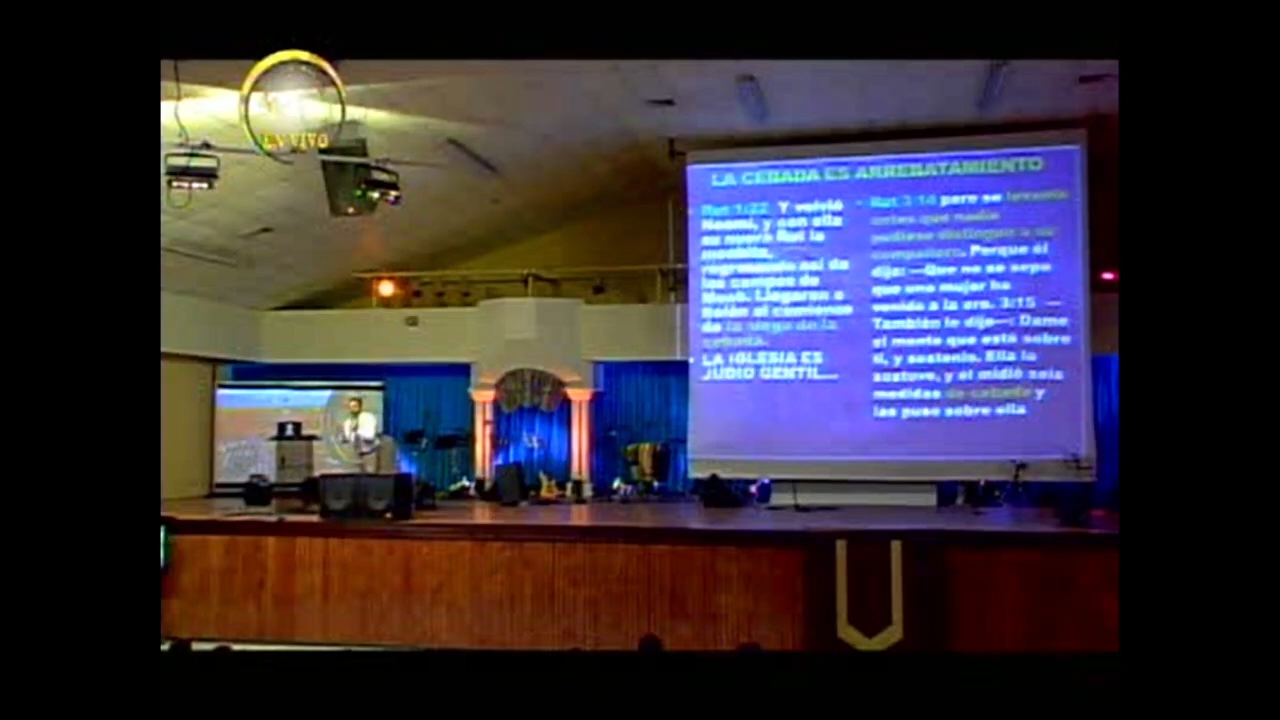 EN VIVO
LA CEBADA ES ARREBATAMIENTO
Rut 1:22 Y volvió
Noemí, y con ella
su nuera Rut la
moabita,
regresando así de
los campos de
Moab. Llegaron a
Belén al comienzo
de la siega de la
cebada.
LA IGLESIA ES
JUDIO GENTIL...
Rut 3:14 pero se levantó
antes que nadie
pudiese distinguir a su
compañero. Porque él
dijo: —Que no se sepa
que una mujer ha
venido a la era. 3/15 —
También le dijo—: Dame
el manto que está sobre
ti, y sostenlo. Ella lo
sostuvo, y él midió seis
medidas de cebada y
las puso sobre ella